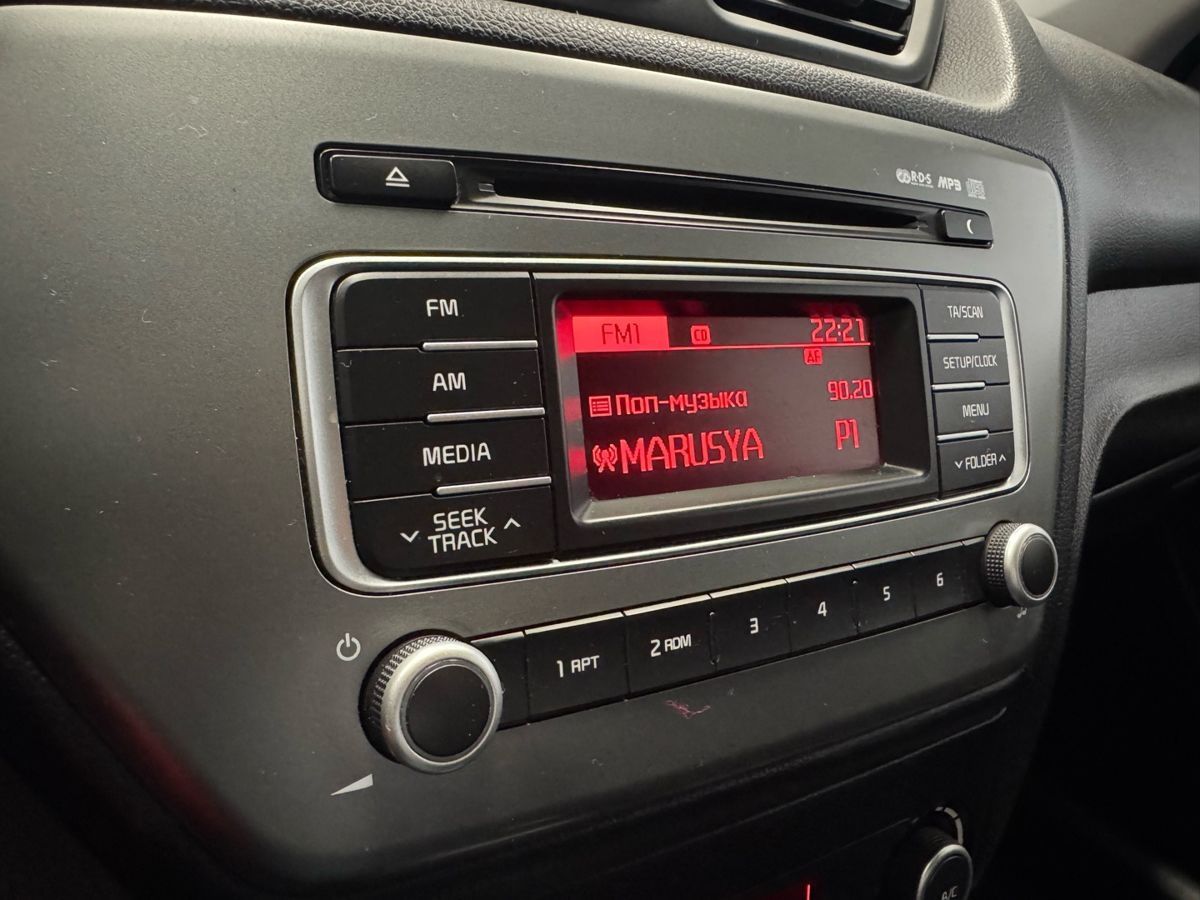 R·D·S MP3
FM
AM
MEDIA
SEEK
TRACK
FM1 CD 22:21
AF
Поп-музыка 90.20
MARUSYA P1
TA/SCAN
SETUP/CLOCK
MENU
FOLDER
1 RPT 2 RDM 3 4 5 6
A/C